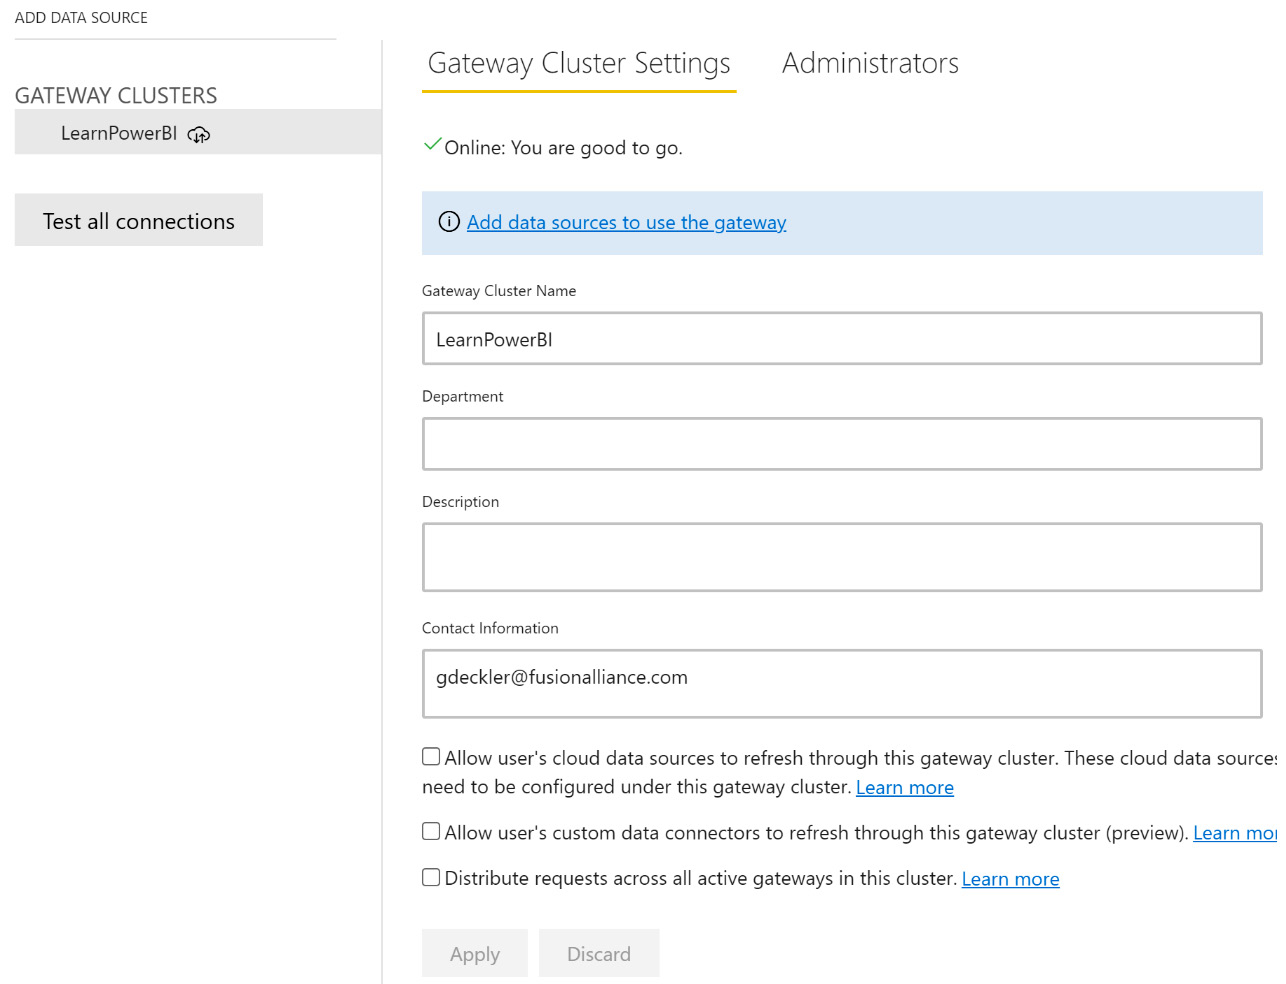 ADD DATA SOURCE
GATEWAY CLUSTERS
LearnPowerBI
Test all connections
Gateway Cluster Settings
Administrators
Online: You are good to go.
Add data sources to use the gateway
Gateway Cluster Name
LearnPowerBI
Department
Description
Contact Information
gdeckler@fusionalliance.com
Allow user's cloud data sources to refresh through this gateway cluster. These cloud data sources
need to be configured under this gateway cluster. Learn more
Allow user's custom data connectors to refresh through this gateway cluster (preview). Learn mor
Distribute requests across all active gateways in this cluster. Learn more
Apply
Discard